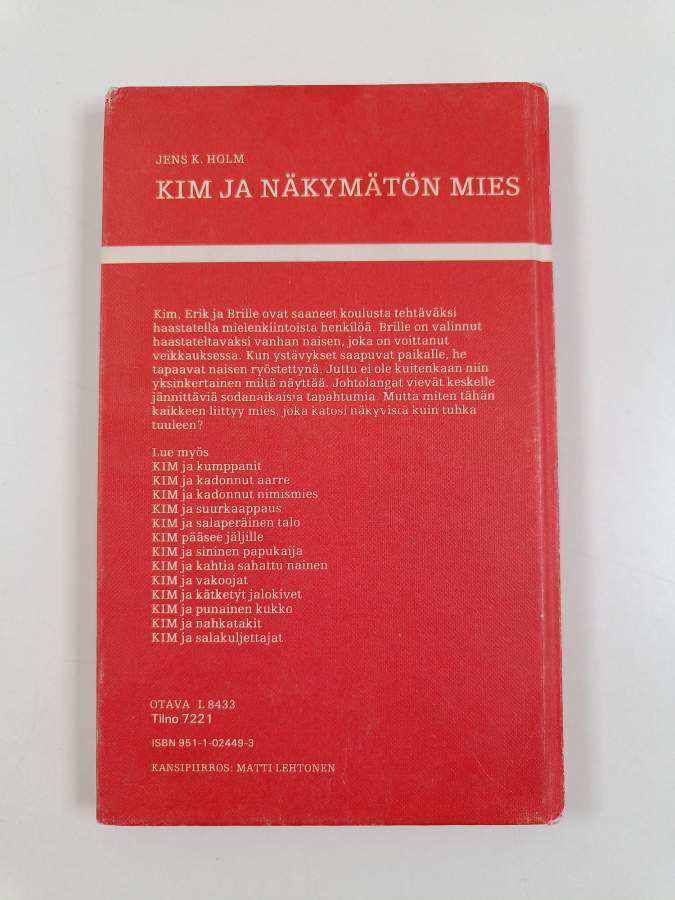 JENS K. HOLM
KIM JA NÄKYMÄTÖN MIES
Kim, Erik ja Brille ovat saaneet koulusta tehtäväksi
haastatella mielenkiintoista henkilöä. Brille on valinnut
haastateltavaksi vanhan naisen, joka on voittanut
veikkauksessa. Kun ystävykset saapuvat paikalle, he
tapaavat naisen ryöstettynä. Juttu ei ole kuitenkaan niin
yksinkertainen miltä näyttää. Johtolangat vievät keskelle
jännittäviä sodanaikaisia tapahtumia Mutta miten tähän
kaikkeen liittyy mies, joka katosi näkyvistä kuin tuhka
tuuleen?
Lue myös
KIM ja kumppanit
KIM ja kadonnut aarre
KIM ja kadonnut nimismies
KIM ja suurkaappaus
KIM ja salaperäinen talo
KIM pääsee jäljille
KIM ja sininen papukaija
KIM ja kahtia sahattu nainen
KIM ja vakoojat
KIM ja kätketyt jalokivet
KIM ja punainen kukko
KIM ja nahkatakit
KIM ja salakuljettajat
OTAVA L 8433
Tilno 7221
ISBN 951-1-02449-3
KANSIPIIRROS: MATTI LEHTONEN